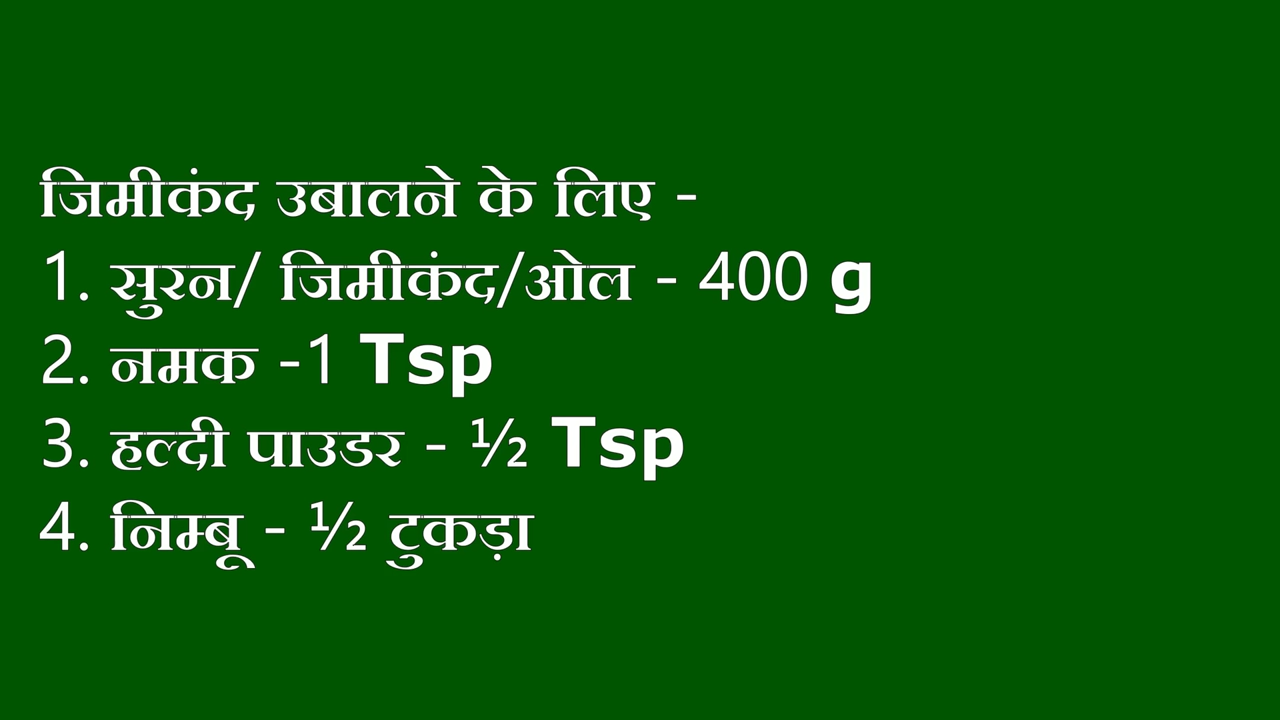 जिमीकंद उबालने के लिए -
1. सुरन/ जिमीकंद/ओल - 400 g
2. नमक -1 Tsp
3. हल्दी पाउडर - ½ Tsp
4. निम्बू - ½ टुकड़ा